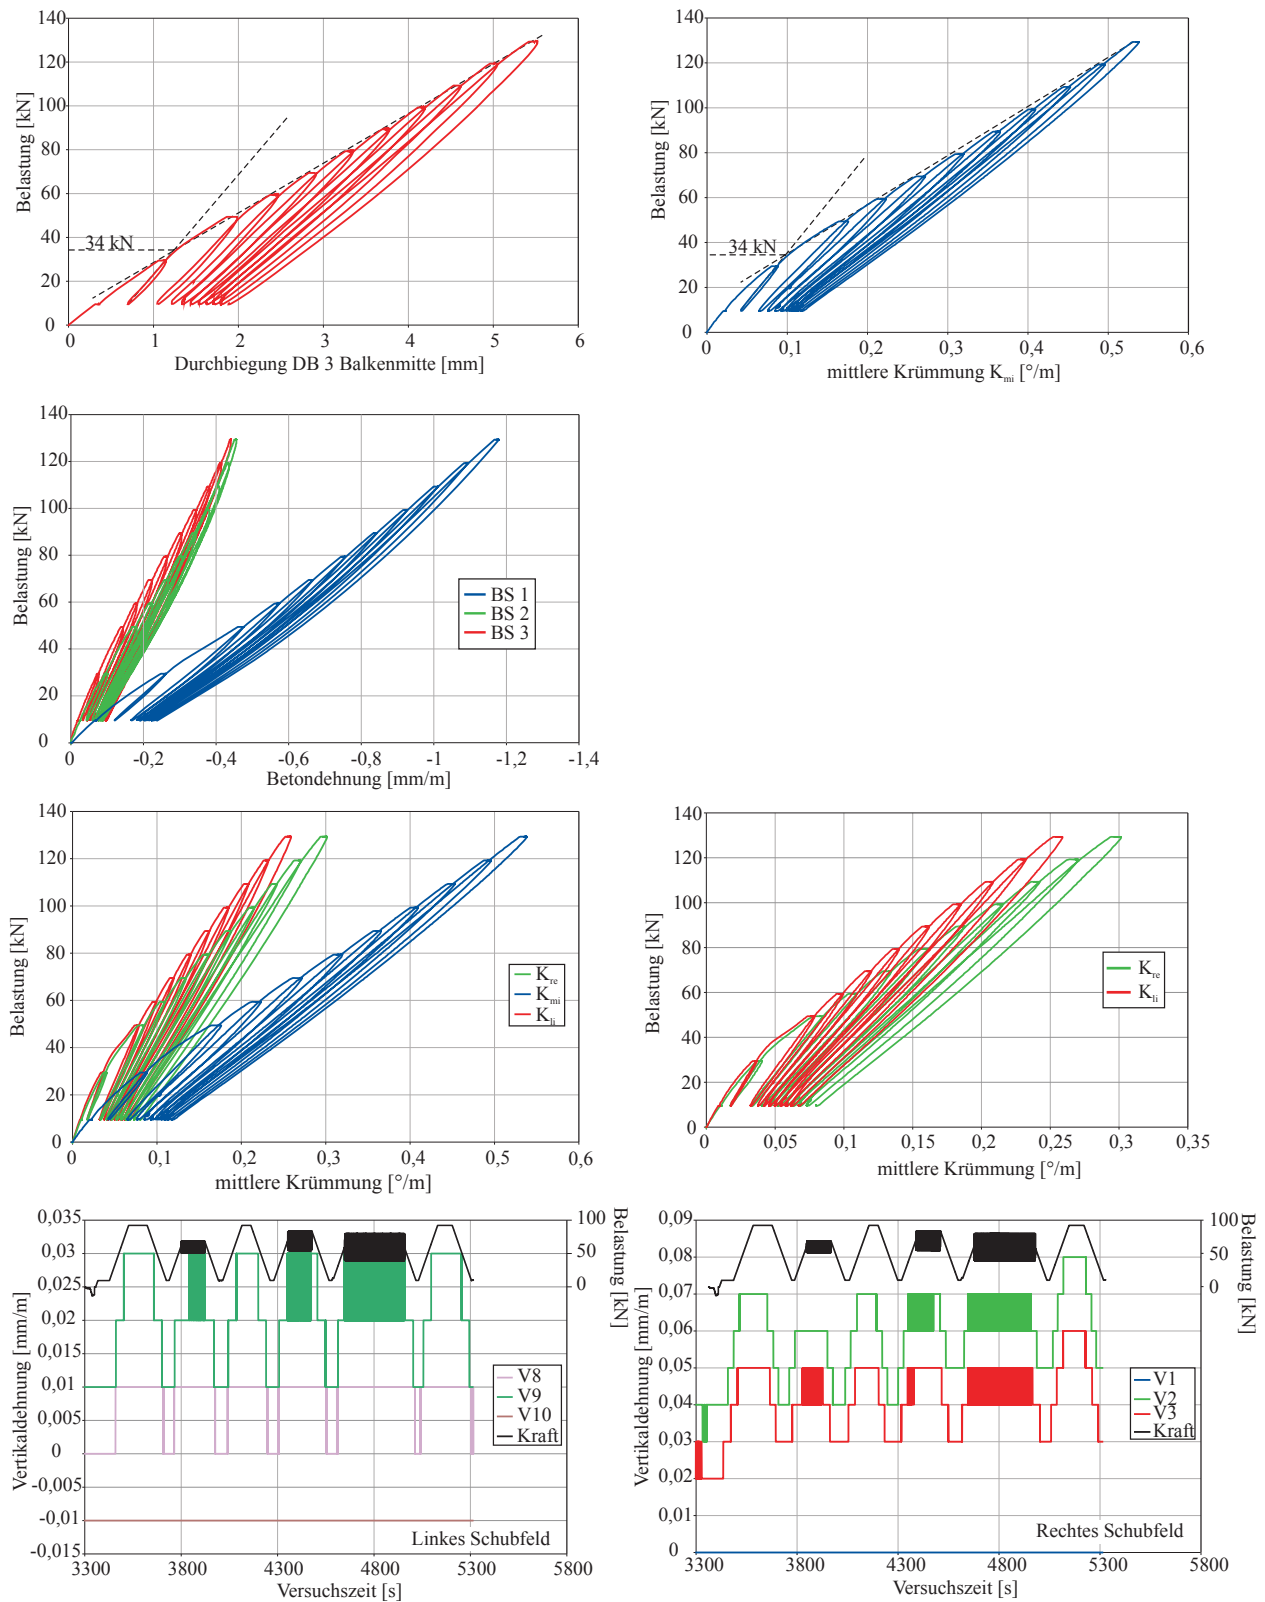 140
120
100
80
60
40
20
0
Belastung [kN]
34 kN
0 1 2 3 4 5 6
Durchbiegung DB 3 Balkenmitte [mm]
140
120
100
80
60
40
20
0
Belastung [kN]
34 kN
0 0,1 0,2 0,3 0,4 0,5 0,6
mittlere Krümmung Kmi [°/m]
140
120
100
80
60
40
20
0
Belastung [kN]
BS 1
BS 2
BS 3
0 -0,2 -0,4 -0,6 -0,8 -1 -1,2 -1,4
Betondehnung [mm/m]
140
120
100
80
60
40
20
0
Belastung [kN]
Kre
Kmi
Kli
0 0,1 0,2 0,3 0,4 0,5 0,6
mittlere Krümmung [°/m]
140
120
100
80
60
40
20
0
Belastung [kN]
Kre
Kli
0 0,05 0,1 0,15 0,2 0,25 0,3 0,35
mittlere Krümmung [°/m]
0,035
0,03
0,025
0,02
0,015
0,01
0,005
0
-0,005
-0,01
-0,015
Vertikaldehnung [mm/m]
100
50
0
Belastung [kN]
V8
V9
V10
Kraft
Linkes Schubfeld
3300 3800 4300 4800 5300 5800
Versuchszeit [s]
0,09
0,08
0,07
0,06
0,05
0,04
0,03
0,02
0,01
0
Vertikaldehnung [mm/m]
100
50
0
Belastung [kN]
V1
V2
V3
Kraft
Rechtes Schubfeld
3300 3800 4300 4800 5300 5800
Versuchszeit [s]